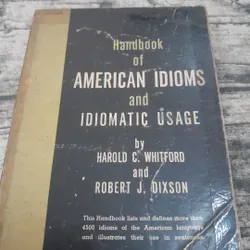 Handbook
of
AMERICAN IDIOMS
and
IDIOMATIC USAGE
by
HAROLD C. WHITFORD
and
ROBERT J. DIXSON
This Handbook lists and defines more than
4500 idioms of the American language
and illustrates their use in sentences.